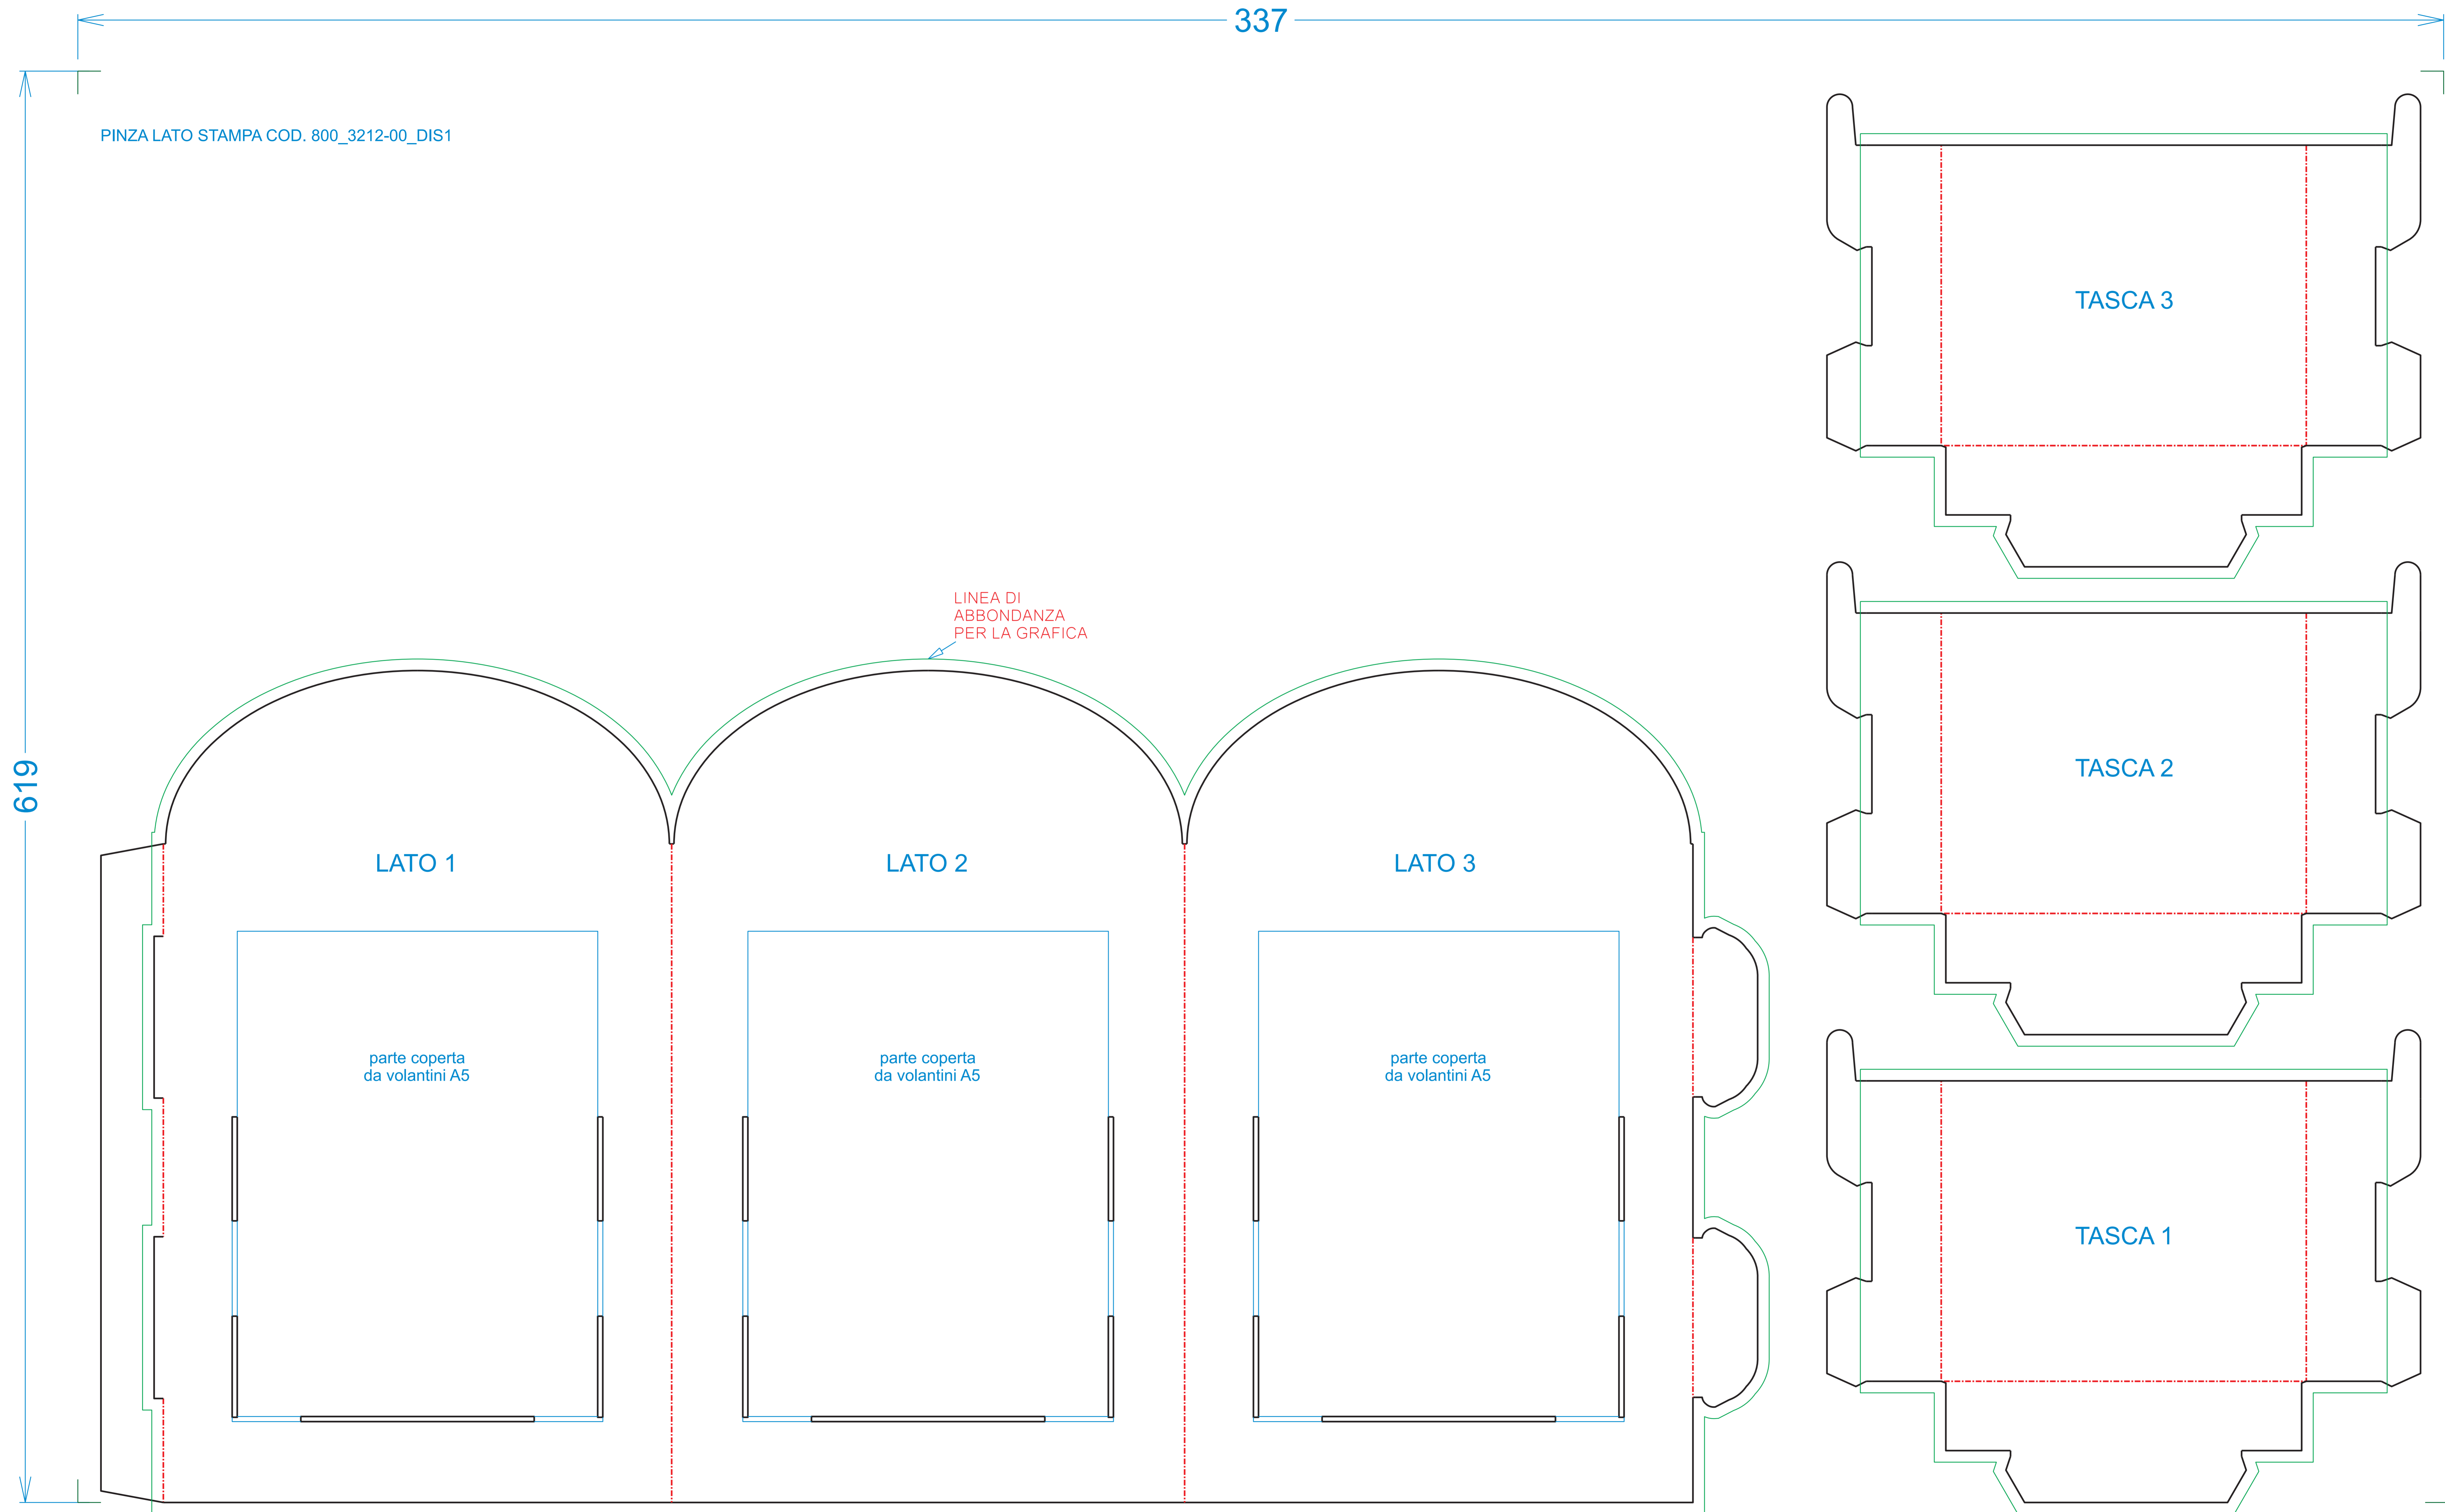 337
PINZA LATO STAMPA COD. 800_3212-00_DIS1
TASCA 3
LINEA DI
ABBONDANZA
PER LA GRAFICA
619
TASCA 2
LATO 1
LATO 2
LATO 3
parte coperta
da volantini A5
parte coperta
da volantini A5
parte coperta
da volantini A5
TASCA 1